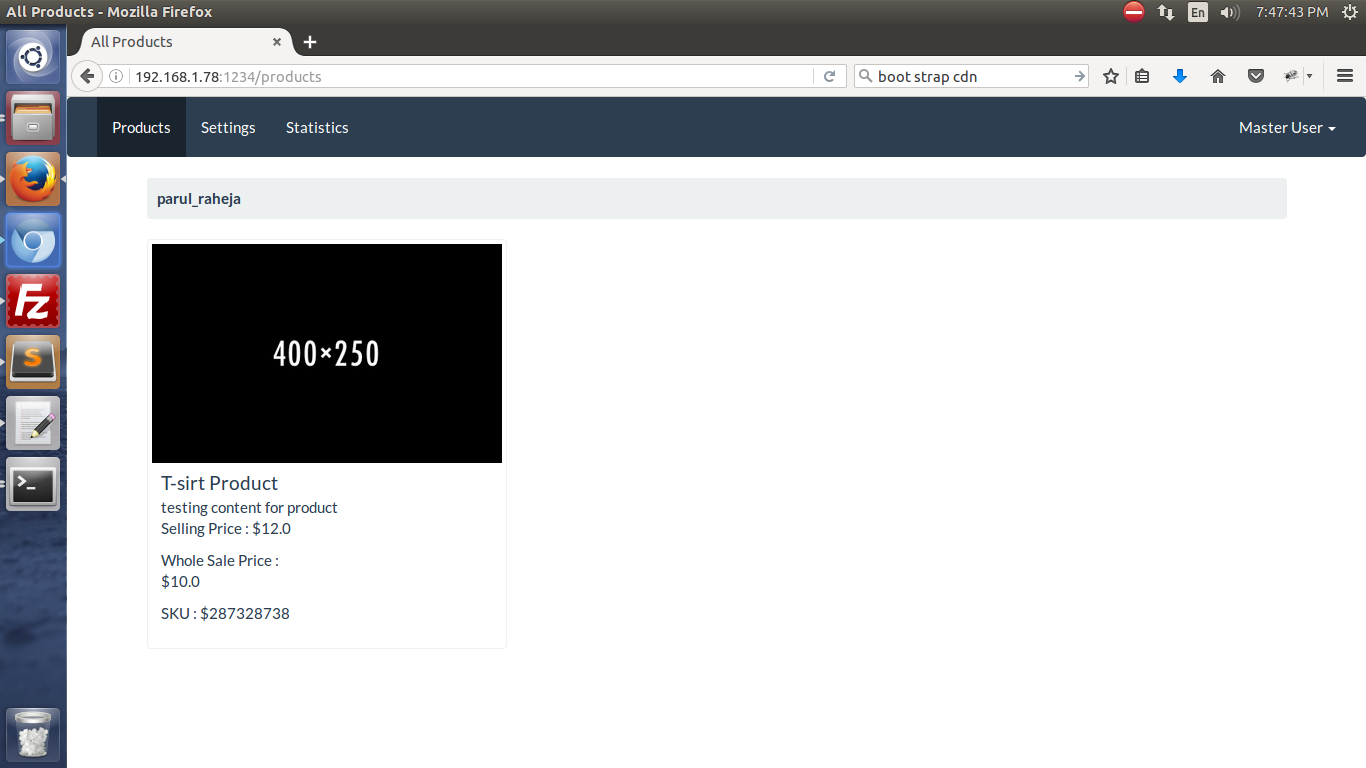 All Products - Mozilla Firefox
En
7:47:43 PM
All Products
192.168.1.78:1234/products
boot strap cdn
Products
Settings
Statistics
Master User
parul_raheja
400×250
T-sirt Product
testing content for product
Selling Price : $12.0
Whole Sale Price :
$10.0
SKU : $287328738
Fz
S
>_